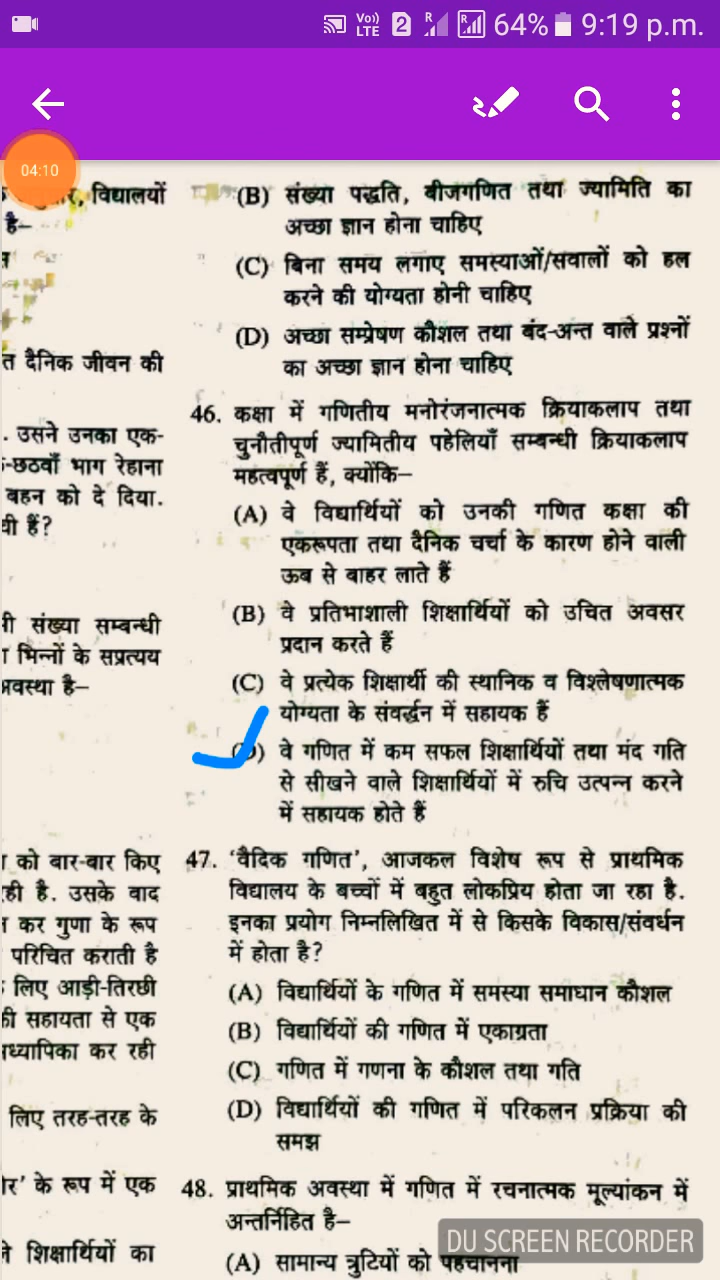 Vo)) LTE 2 R R 64% 9:19 p.m.
04:10
विद्यालयों
है–
त दैनिक जीवन की
. उसने उनका एक-
-छठवाँ भाग रेहाना
बहन को दे दिया.
यी हैं?
संख्या सम्बन्धी
भिन्नों के सप्रत्यय
अवस्था है–
को बार-बार किए
रही है. उसके बाद
कर गुणा के रूप
परिचित कराती है
लिए आड़ी-तिरछी
की सहायता से एक
मध्यापिका कर रही
लिए तरह-तरह के
के रूप में एक
शिक्षार्थियों का
(B) संख्या पद्धति, बीजगणित तथा ज्यामिति का
अच्छा ज्ञान होना चाहिए
(C) बिना समय लगाए समस्याओं/सवालों को हल
करने की योग्यता होनी चाहिए
(D) अच्छा सम्प्रेषण कौशल तथा बंद-अन्त वाले प्रश्नों
का अच्छा ज्ञान होना चाहिए
46. कक्षा में गणितीय मनोरंजनात्मक क्रियाकलाप तथा
चुनौतीपूर्ण ज्यामितीय पहेलियाँ सम्बन्धी क्रियाकलाप
महत्वपूर्ण हैं, क्योंकि–
(A) वे विद्यार्थियों को उनकी गणित कक्षा की
एकरूपता तथा दैनिक चर्चा के कारण होने वाली
ऊब से बाहर लाते हैं
(B) वे प्रतिभाशाली शिक्षार्थियों को उचित अवसर
प्रदान करते हैं
(C) वे प्रत्येक शिक्षार्थी की स्थानिक व विश्लेषणात्मक
योग्यता के संवर्द्धन में सहायक हैं
(D) वे गणित में कम सफल शिक्षार्थियों तथा मंद गति
से सीखने वाले शिक्षार्थियों में रुचि उत्पन्न करने
में सहायक होते हैं
47. 'वैदिक गणित', आजकल विशेष रूप से प्राथमिक
विद्यालय के बच्चों में बहुत लोकप्रिय होता जा रहा है.
इनका प्रयोग निम्नलिखित में से किसके विकास/संवर्धन
में होता है?
(A) विद्यार्थियों के गणित में समस्या समाधान कौशल
(B) विद्यार्थियों की गणित में एकाग्रता
(C) गणित में गणना के कौशल तथा गति
(D) विद्यार्थियों की गणित में परिकलन प्रक्रिया की
समझ
48. प्राथमिक अवस्था में गणित में रचनात्मक मूल्यांकन में
अन्तर्निहित है–
(A) सामान्य त्रुटियों को पहचानना
DU SCREEN RECORDER